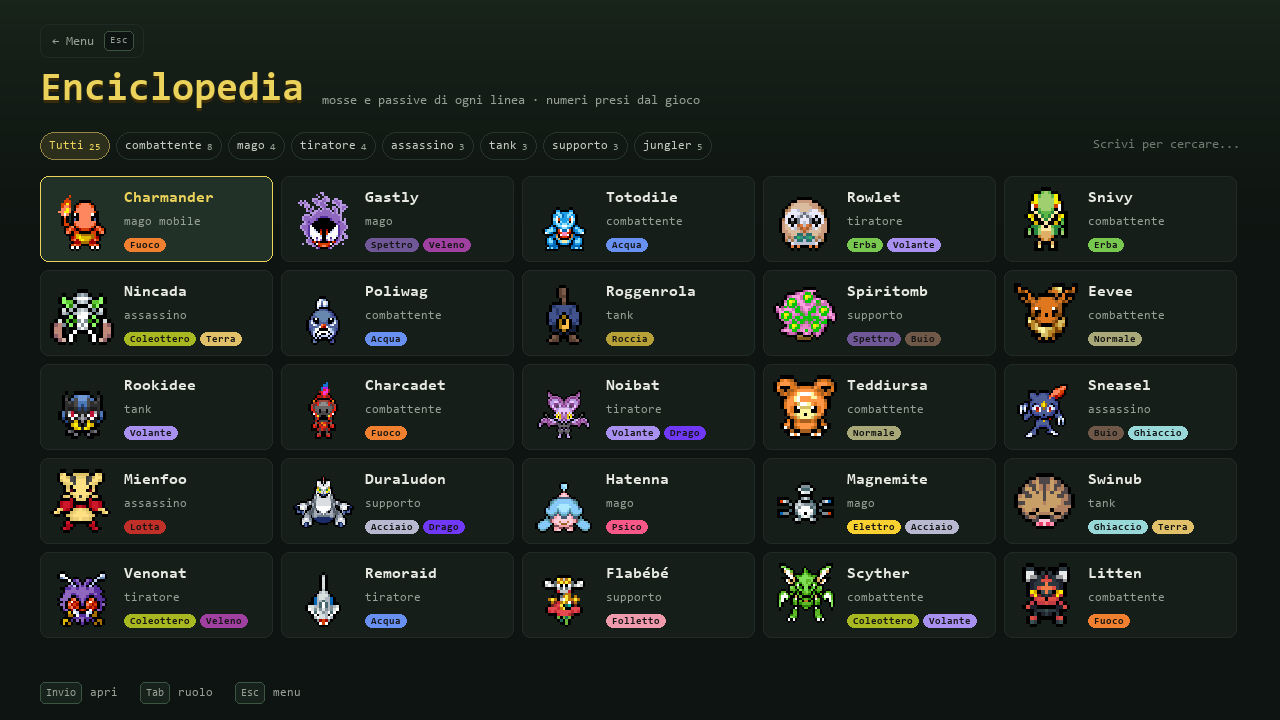 ← Menu Esc
Enciclopedia mosse e passive di ogni linea · numeri presi dal gioco
Tutti 25 combattente 8 mago 4 tiratore 4 assassino 3 tank 3 supporto 3 jungler 5 Scrivi per cercare...
Charmander Gastly Totodile Rowlet Snivy
mago mobile mago combattente tiratore combattente
Fuoco Spettro Veleno Acqua Erba Volante Erba
Nincada Poliwag Roggenrola Spiritomb Eevee
assassino combattente tank supporto combattente
Coleottero Terra Acqua Roccia Spettro Buio Normale
Rookidee Charcadet Noibat Teddiursa Sneasel
tank combattente tiratore combattente assassino
Volante Fuoco Volante Drago Normale Buio Ghiaccio
Mienfoo Duraludon Hatenna Magnemite Swinub
assassino supporto mago mago tank
Lotta Acciaio Drago Psico Elettro Acciaio Ghiaccio Terra
Venonat Remoraid Flabébé Scyther Litten
tiratore tiratore supporto combattente combattente
Coleottero Veleno Acqua Folletto Coleottero Volante Fuoco
Invio apri Tab ruolo Esc menu